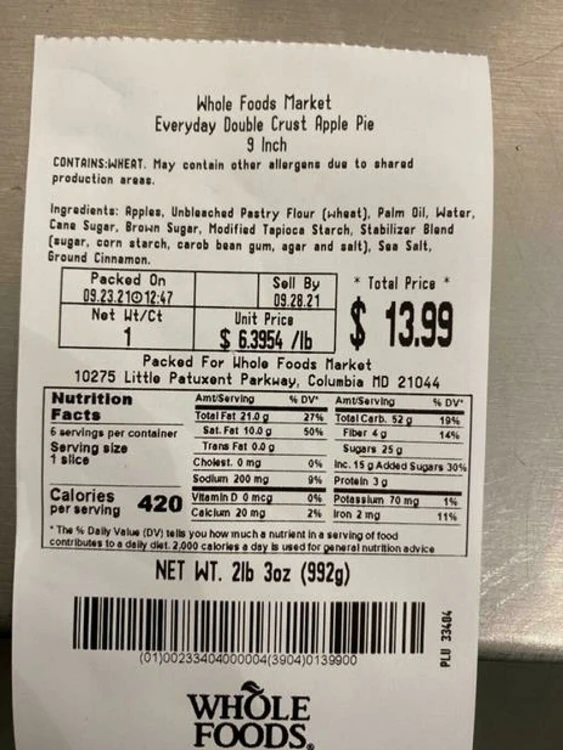 Whole Foods Market
Everyday Double Crust Apple Pie
9 Inch
CONTAINS:WHEAT. May contain other allergens due to shared
production areas.
Ingredients: Apples, Unbleached Pastry Flour (wheat), Palm Oil, Water,
Cane Sugar, Brown Sugar, Modified Tapioca Starch, Stabilizer Blend
(sugar, corn starch, carob bean gum, agar and salt), Sea Salt,
Ground Cinnamon.
Packed On
09.23.21 12:47
Sell By
09.28.21
* Total Price *
$ 13.99
Net Wt/Ct
1
Unit Price
$ 6.3954 /lb
Packed For Whole Foods Market
10275 Little Patuxent Parkway, Columbia MD 21044
Nutrition
Facts
6 servings per container
Serving size
1 slice
Calories
per serving 420
Amt/Serving % DV*
Total Fat 21.0 g 27%
Sat. Fat 10.0 g 50%
Trans Fat 0.0 g
Cholest. 0 mg 0%
Sodium 200 mg 9%
Vitamin D 0 mcg 0%
Calcium 20 mg 2%
Amt/Serving % DV*
Total Carb. 52 g 19%
Fiber 4 g 14%
Sugars 25 g
Inc. 15 g Added Sugars 30%
Protein 3 g
Potassium 70 mg 1%
Iron 2 mg 11%
* The % Daily Value (DV) tells you how much a nutrient in a serving of food
contributes to a daily diet. 2,000 calories a day is used for general nutrition advice
NET WT. 2lb 3oz (992g)
(01)00233404000004(3904)0139900
PLU 33404
WHOLE
FOODS®